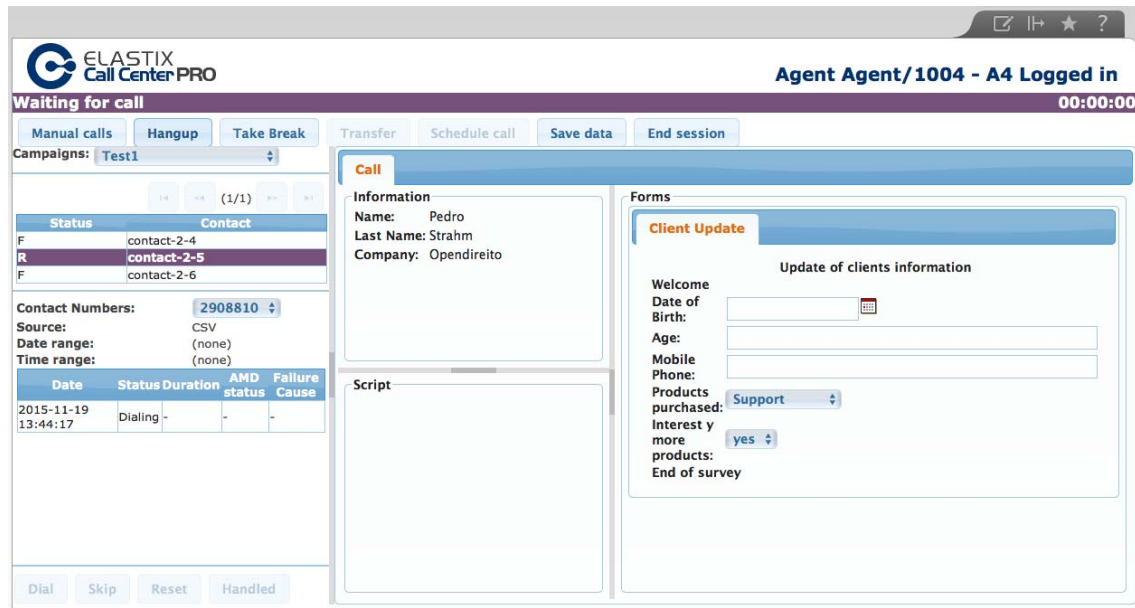 ?
ELASTIX
Call Center PRO
Agent Agent/1004 - A4 Logged in
Waiting for call 00:00:00
Manual calls Hangup Take Break Transfer Schedule call Save data End session
Campaigns: Test1
(1/1)
Status Contact
F contact-2-4
R contact-2-5
F contact-2-6
Contact Numbers: 2908810
Source: CSV
Date range: (none)
Time range: (none)
Date Status Duration AMD status Failure Cause
2015-11-19 13:44:17 Dialing - - -
Dial Skip Reset Handled
Call
Information
Name: Pedro
Last Name: Strahm
Company: Opendireito
Script
Forms
Client Update
Update of clients information
Welcome
Date of
Birth:
Age:
Mobile
Phone:
Products
purchased: Support
Interest y
more
products: yes
End of survey